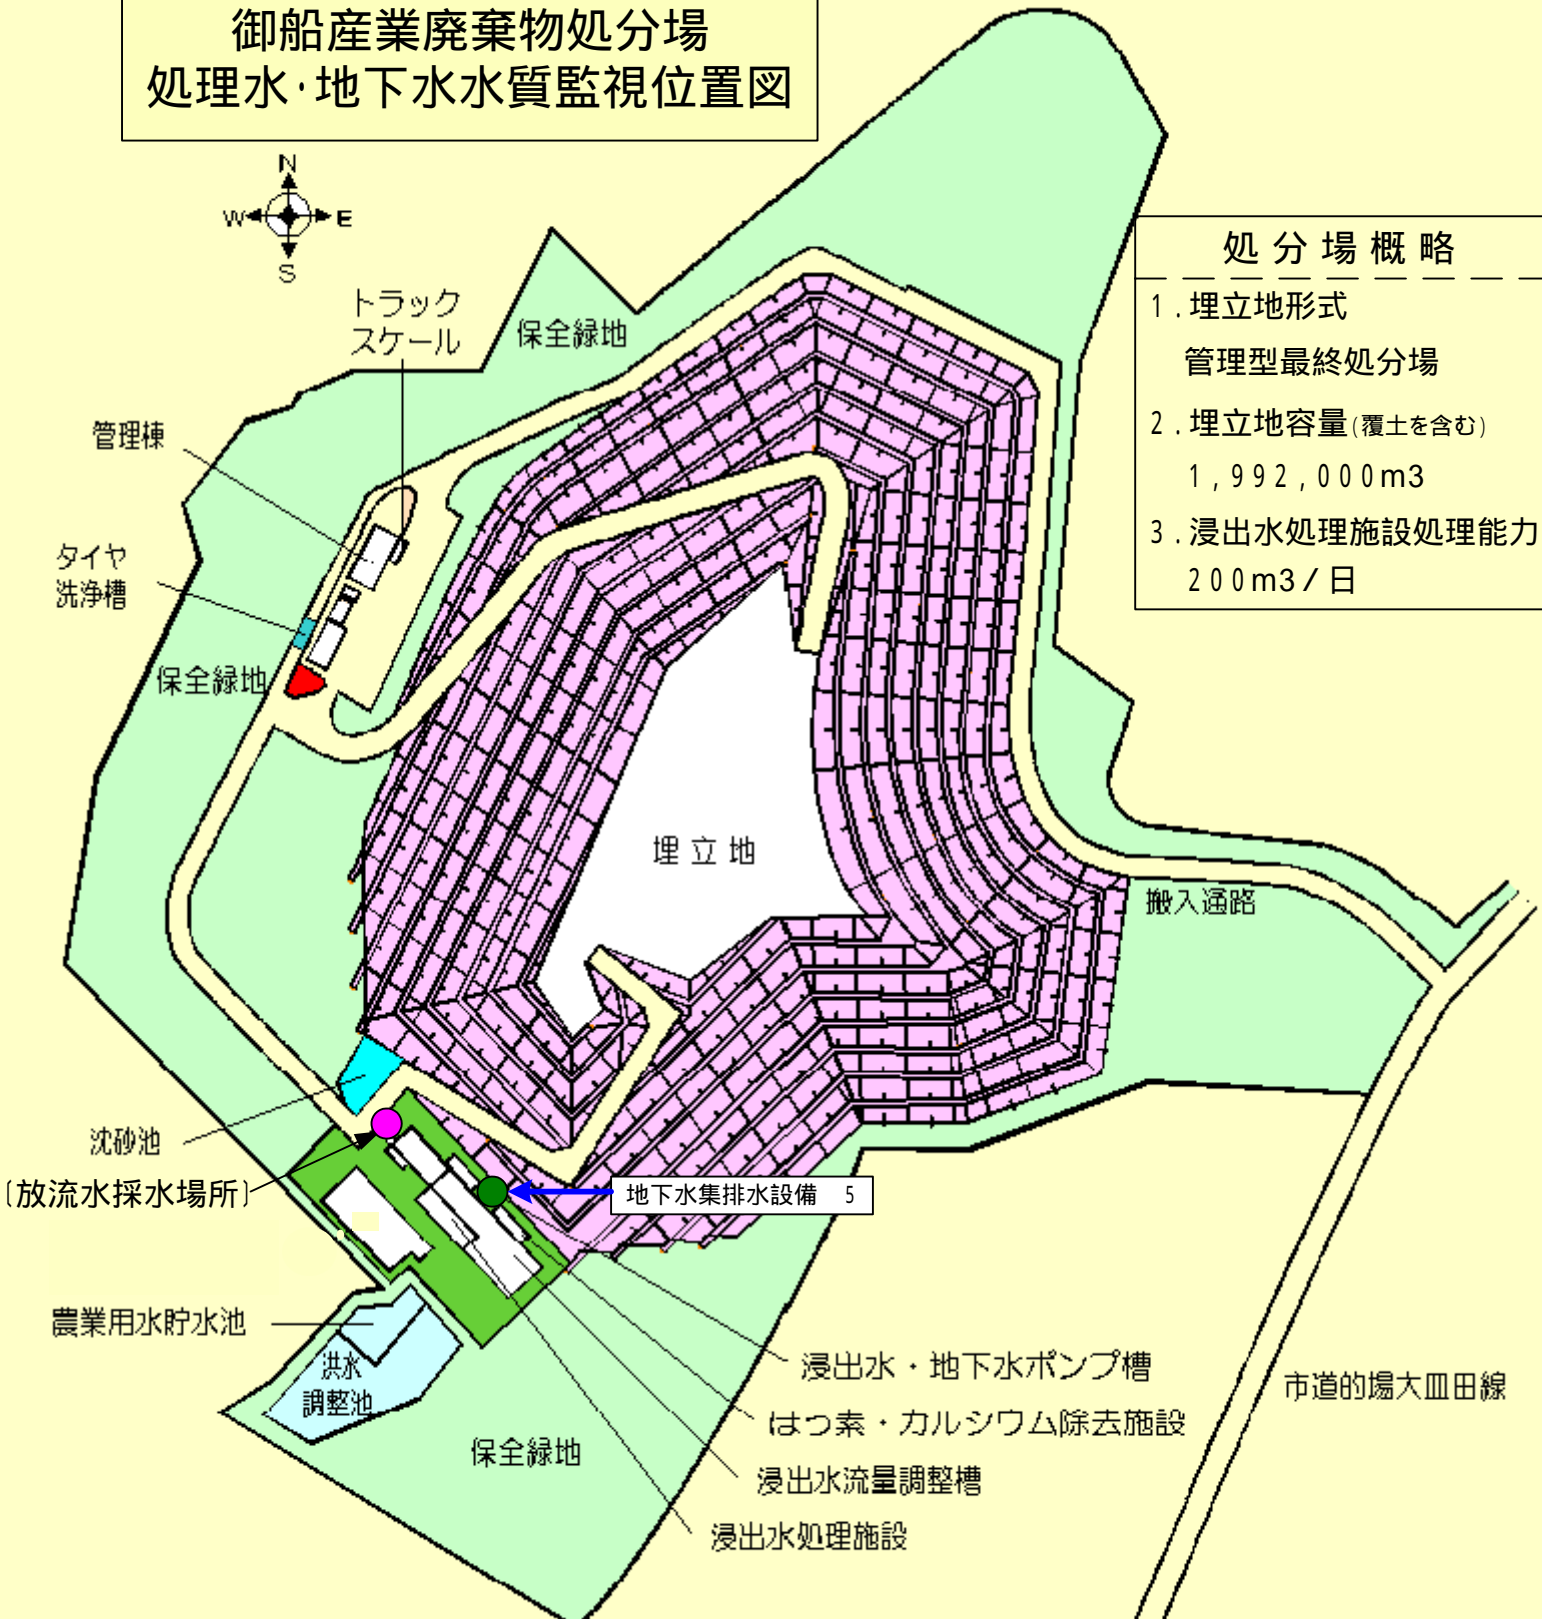 御船産業廃棄物処分場
処理水・地下水水質監視位置図
N
W E
S
トラック
スケール
保全緑地
管理棟
タイヤ
洗浄槽
保全緑地
処分場概略
1.埋立地形式
管理型最終処分場
2.埋立地容量(覆土を含む)
1,992,000m3
3.浸出水処理施設処理能力
200m3/日
埋立地
搬入通路
沈砂池
(放流水採水場所)
地下水集排水設備 5
農業用水貯水池
洪水
調整池
保全緑地
浸出水・地下水ポンプ槽
ほう素・カルシウム除去施設
浸出水流量調整槽
浸出水処理施設
市道的場大皿田線